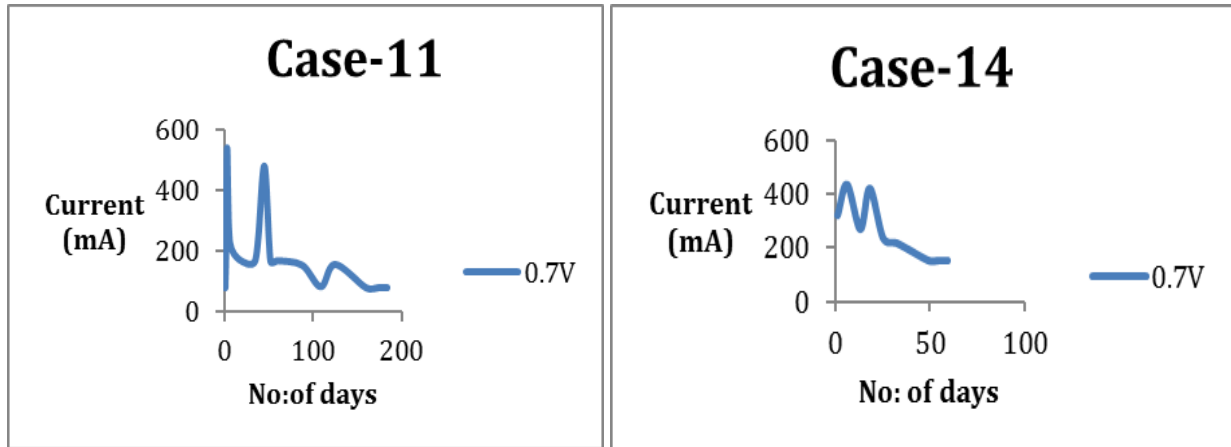 Case-11
600
400
200
0
Current
(mA)
0 100 200
No:of days
0.7V
Case-14
600
400
200
0
Current
(mA)
0 50 100
No: of days
0.7V